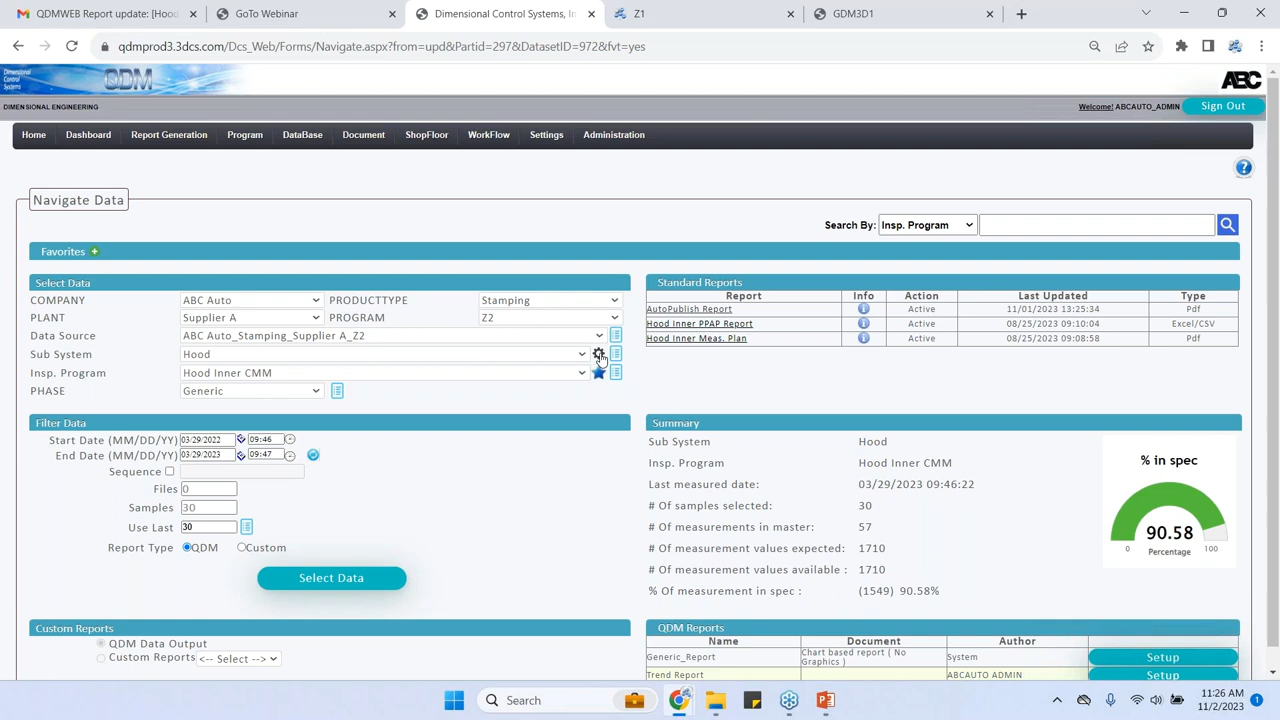 QDMWEB Report update: [Hood
GoTo Webinar
Dimensional Control Systems, In
Z1
GDM3D1
qdmprod3.3dcs.com/Dcs_Web/Forms/Navigate.aspx?from=upd&Partid=297&DatasetID=972&fvt=yes
Dimensional
Control
Systems
QDM
ABC
DIMENSIONAL ENGINEERING
Welcome! ABCAUTO_ADMIN
Sign Out
Home Dashboard Report Generation Program DataBase Document ShopFloor WorkFlow Settings Administration
Navigate Data
Search By: Insp. Program
Favorites
Select Data
COMPANY ABC Auto PRODUCTTYPE Stamping
PLANT Supplier A PROGRAM Z2
Data Source ABC Auto_Stamping_Supplier A_Z2
Sub System Hood
Insp. Program Hood Inner CMM
PHASE Generic
Standard Reports
Report Info Action Last Updated Type
AutoPublish Report Active 11/01/2023 13:25:34 Pdf
Hood Inner PPAP Report Active 08/25/2023 09:10:04 Excel/CSV
Hood Inner Meas. Plan Active 08/25/2023 09:08:58 Pdf
Filter Data
Start Date (MM/DD/YY) 03/29/2022 09:46
End Date (MM/DD/YY) 03/29/2023 09:47
Sequence
Files 0
Samples 30
Use Last 30
Report Type QDM Custom
Select Data
Summary
Sub System Hood
Insp. Program Hood Inner CMM
Last measured date: 03/29/2023 09:46:22
# Of samples selected: 30
# Of measurements in master: 57
# Of measurement values expected: 1710
# Of measurement values available : 1710
% Of measurement in spec : (1549) 90.58%
% in spec
90.58
0 Percentage 100
Custom Reports
QDM Data Output
Custom Reports <-- Select -->
QDM Reports
Name Document Author
Generic_Report Chart based report ( No Graphics ) System Setup
Trend Report ABCAUTO ADMIN Setup
Search
11:26 AM
11/2/2023
1